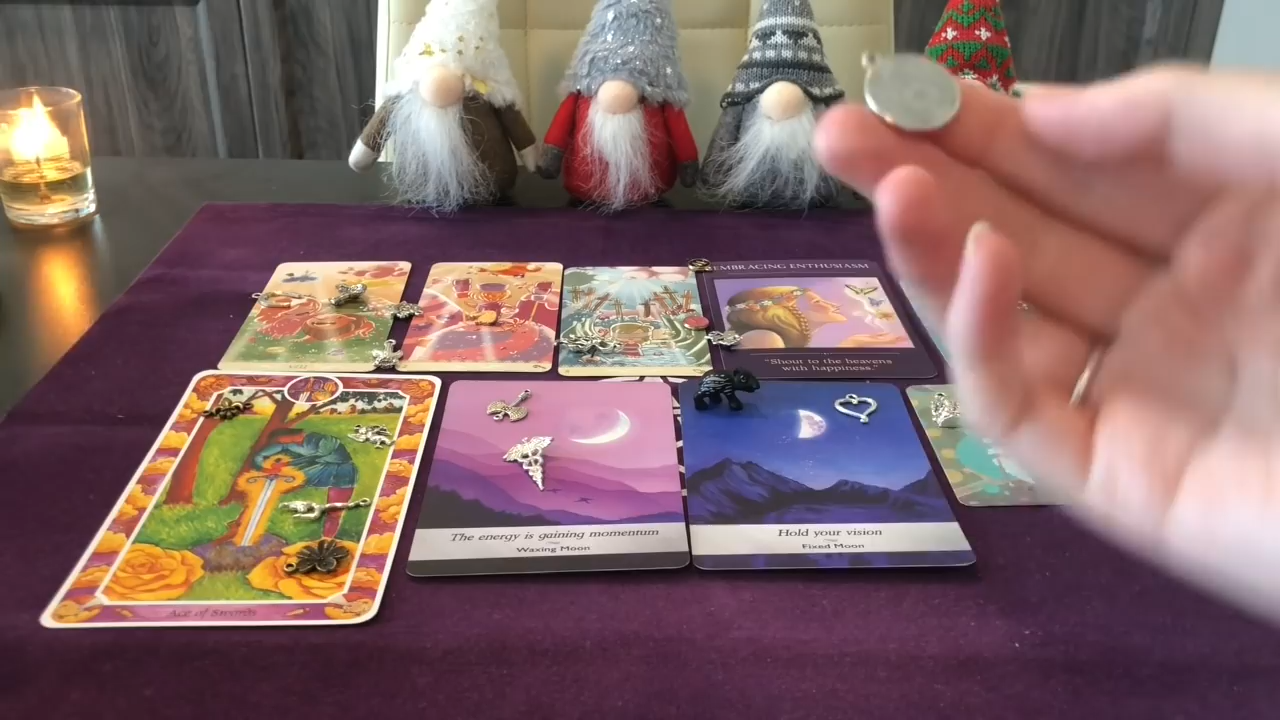 EMBRACING ENTHUSIASM
"Shout to the heavens
with happiness."
The energy is gaining momentum
Waxing Moon
Hold your vision
Fixed Moon
Ace of Swords